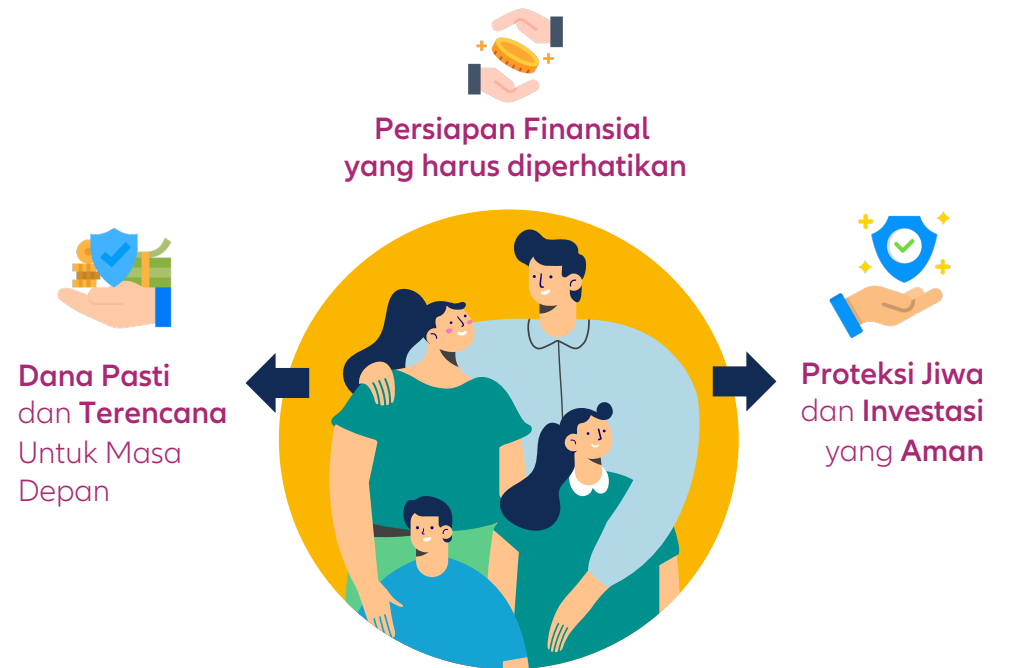 Persiapan Finansial
yang harus diperhatikan
Dana Pasti
dan Terencana
Untuk Masa
Depan
Proteksi Jiwa
dan Investasi
yang Aman